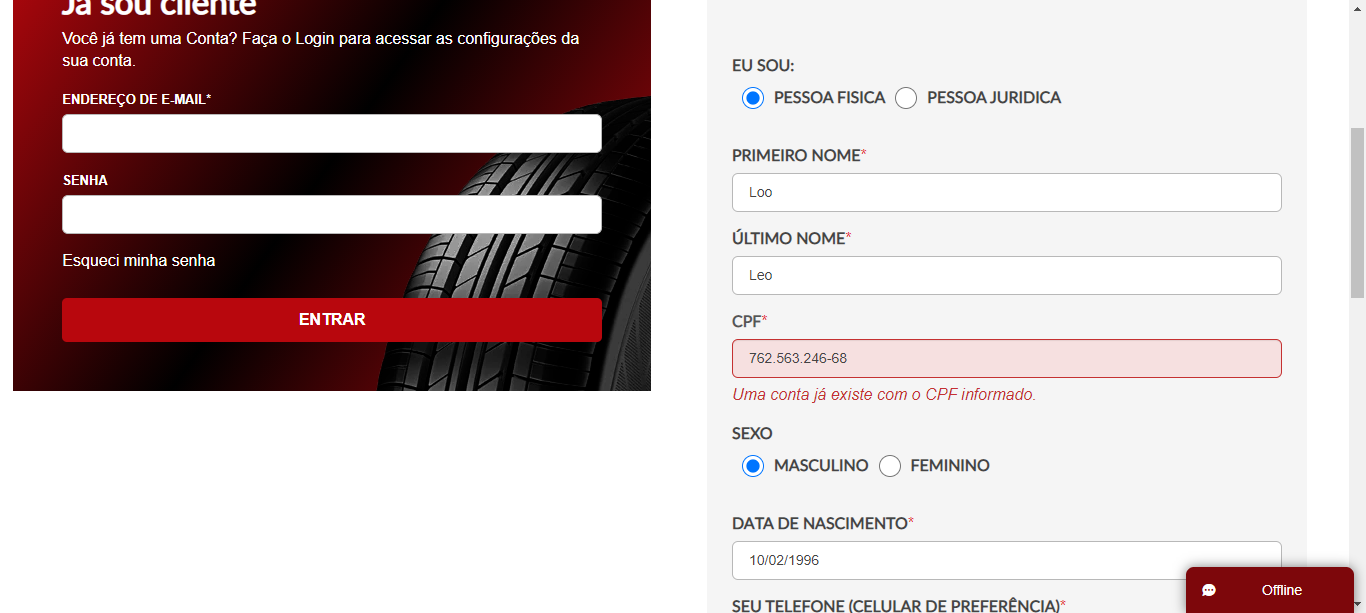 Já sou cliente
Você já tem uma Conta? Faça o Login para acessar as configurações da
sua conta.
ENDEREÇO DE E-MAIL*
SENHA
Esqueci minha senha
ENTRAR
EU SOU:
PESSOA FISICA PESSOA JURIDICA
PRIMEIRO NOME*
Loo
ÚLTIMO NOME*
Leo
CPF*
762.563.246-68
Uma conta já existe com o CPF informado.
SEXO
MASCULINO FEMININO
DATA DE NASCIMENTO*
10/02/1996
SEU TELEFONE (CELULAR DE PREFERÊNCIA)*
Offline